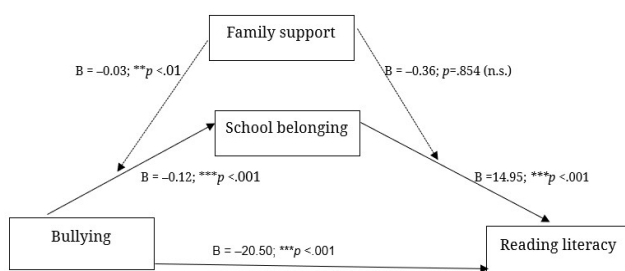 Family support
B = –0.03; **p <.01
B = –0.36; p=.854 (n.s.)
School belonging
B = –0.12; ***p <.001
B =14.95; ***p <.001
Bullying
B = –20.50; ***p <.001
Reading literacy